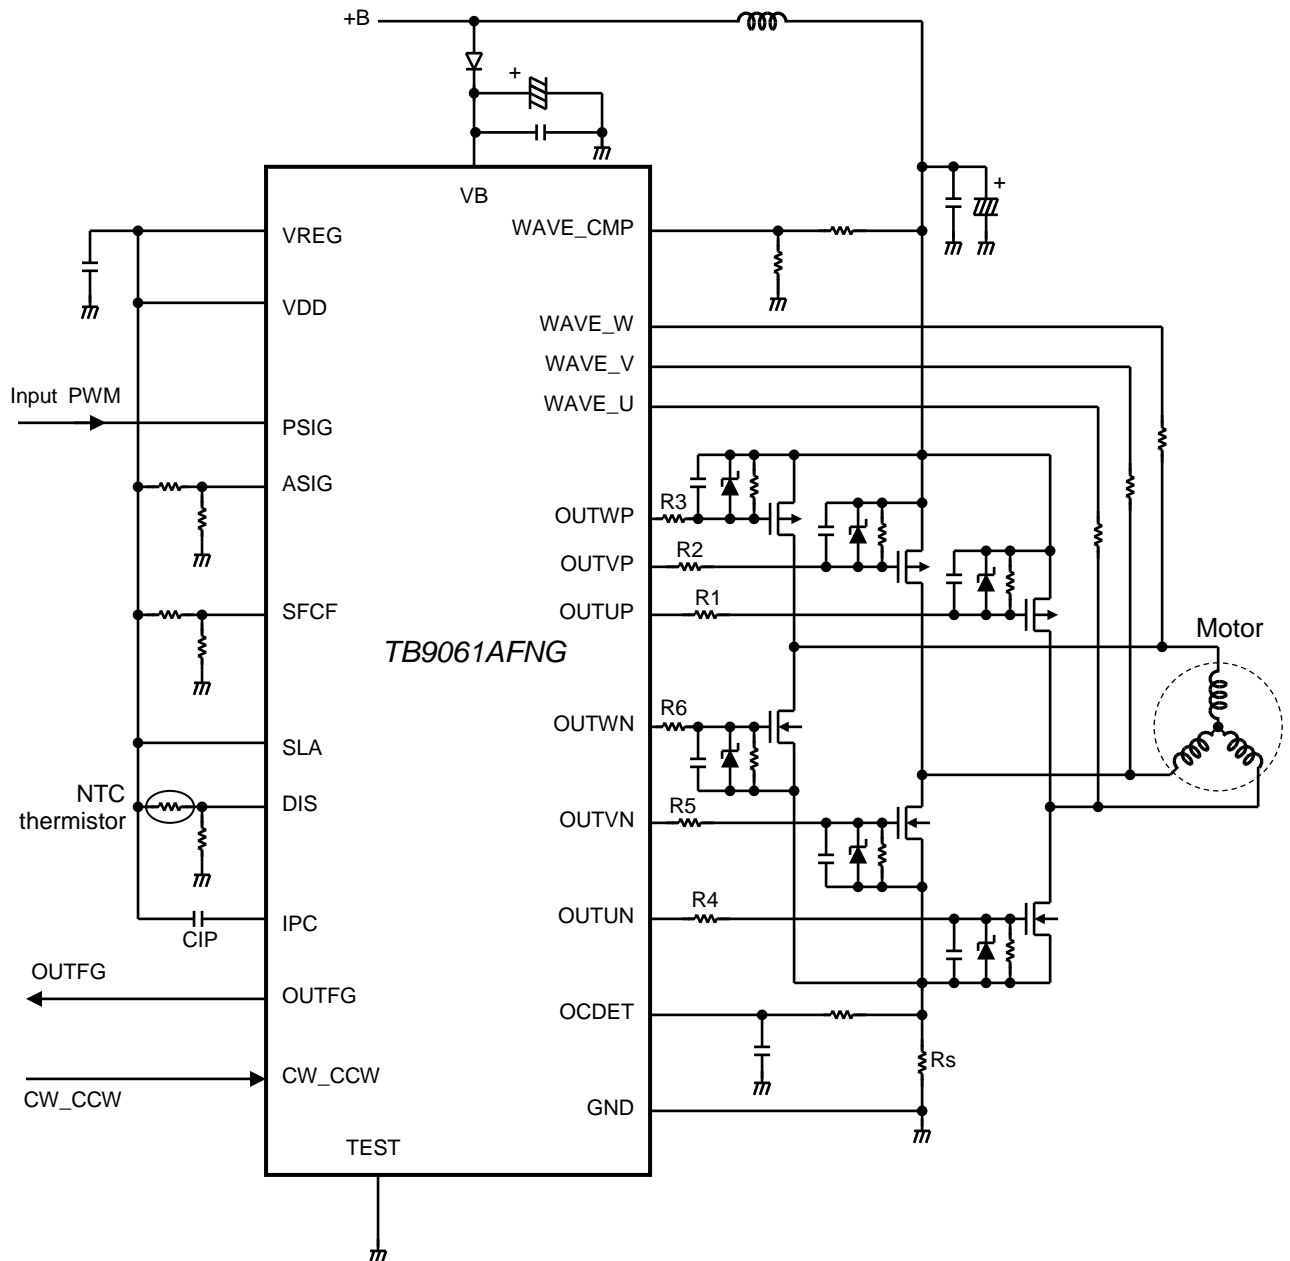 +B
+
VB
+
VREG
WAVE_CMP
VDD
WAVE_W
WAVE_V
Input PWM
WAVE_U
PSIG
ASIG
R3
OUTWP
R2
OUTVP
R1
OUTUP
SFCF
TB9061AFNG
Motor
R6
OUTWN
SLA
NTC
thermistor
DIS
R5
OUTVN
R4
OUTUN
IPC
CIP
OUTFG
OUTFG
OCDET
Rs
CW_CCW
CW_CCW
GND
TEST